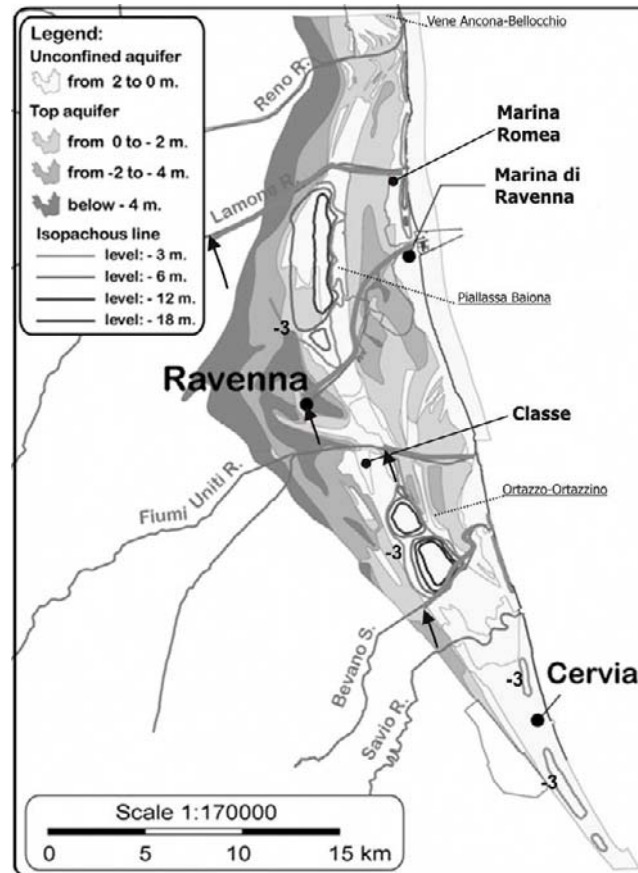 Vene Ancona-Bellocchio
Legend:
Unconfined aquifer
from 2 to 0 m.
Top aquifer
from 0 to - 2 m.
from -2 to - 4 m.
below - 4 m.
Isopachous line
level: - 3 m.
level: - 6 m.
level: - 12 m.
level: - 18 m.
Reno R.
Marina
Romea
Lamone R.
Marina di
Ravenna
Piallassa Baiona
-3
Ravenna
Classe
Fiumi Uniti R.
Ortazzo-Ortazzino
-3
Bevano S.
Savio R.
-3
Cervia
-3
Scale 1:170000
0 5 10 15 km